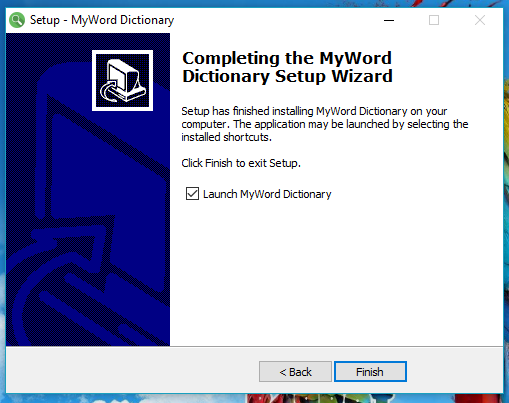 Setup - MyWord Dictionary
Completing the MyWord
Dictionary Setup Wizard
Setup has finished installing MyWord Dictionary on your
computer. The application may be launched by selecting the
installed shortcuts.
Click Finish to exit Setup.
Launch MyWord Dictionary
< Back
Finish